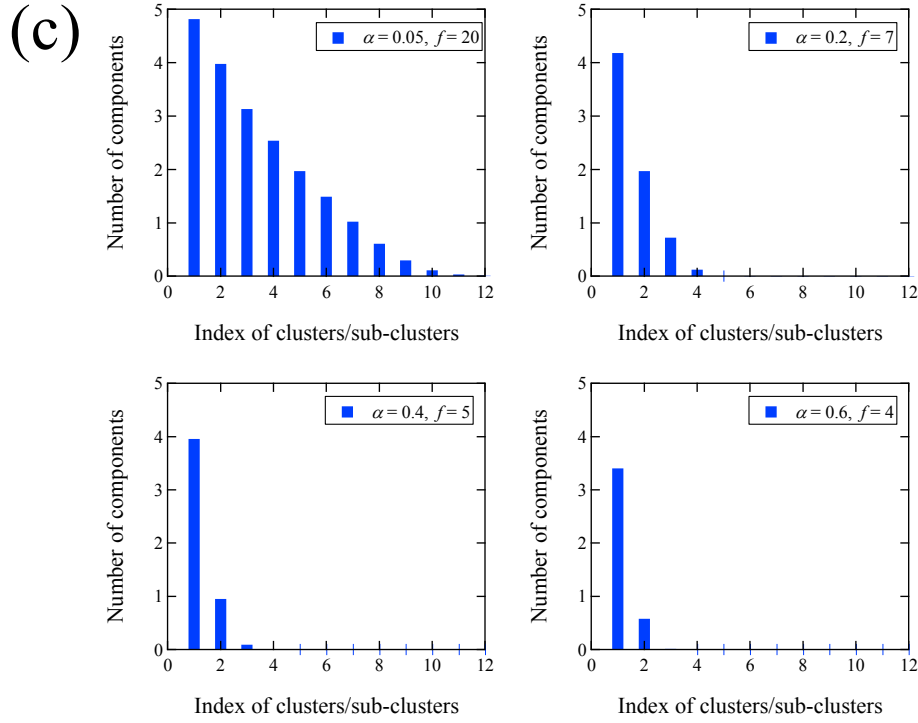 (c)
α = 0.05, f = 20
Number of components
5
4
3
2
1
0
0 2 4 6 8 10 12
Index of clusters/sub-clusters
α = 0.2, f = 7
Number of components
5
4
3
2
1
0
0 2 4 6 8 10 12
Index of clusters/sub-clusters
α = 0.4, f = 5
Number of components
5
4
3
2
1
0
0 2 4 6 8 10 12
Index of clusters/sub-clusters
α = 0.6, f = 4
Number of components
5
4
3
2
1
0
0 2 4 6 8 10 12
Index of clusters/sub-clusters